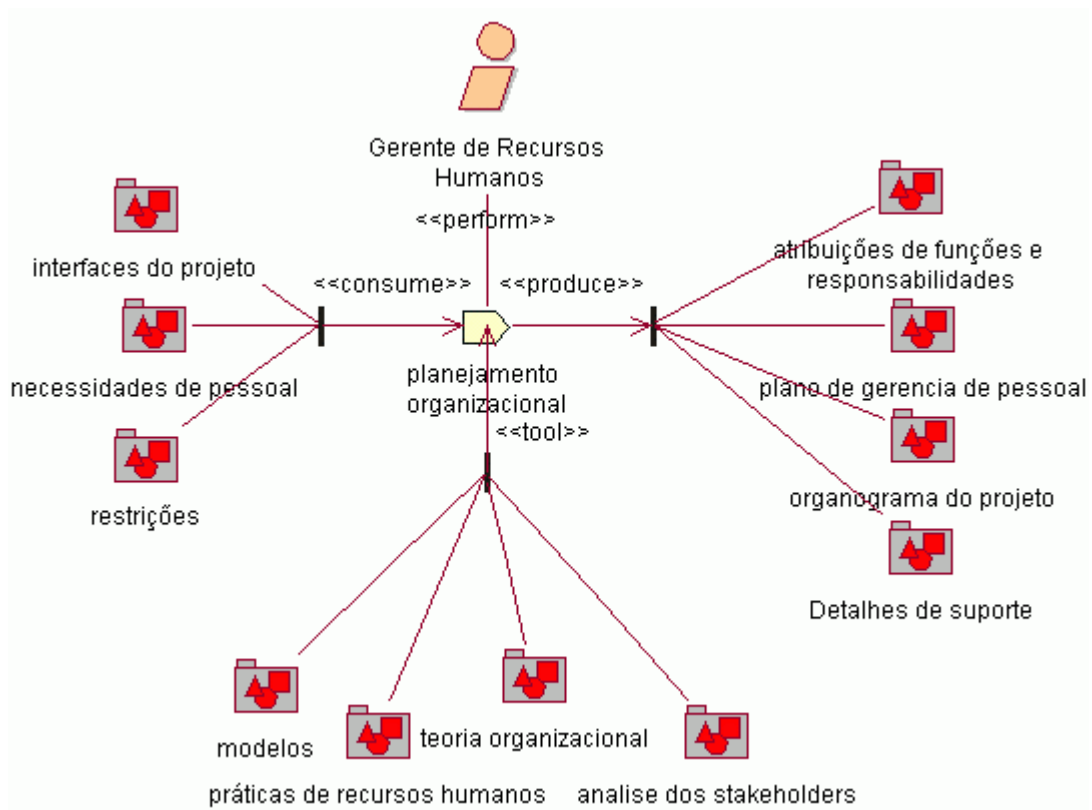 Gerente de Recursos
Humanos
<<perform>>
interfaces do projeto
<<consume>>
<<produce>>
atribuições de funções e
responsabilidades
necessidades de pessoal
planejamento
organizacional
<<tool>>
plano de gerencia de pessoal
restrições
organograma do projeto
Detalhes de suporte
modelos
teoria organizacional
práticas de recursos humanos
analise dos stakeholders